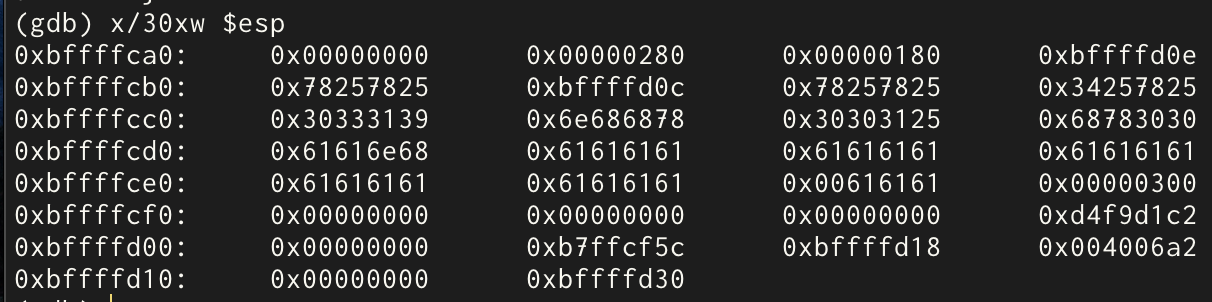 (gdb) x/30xw $esp
0xbffffca0: 0x00000000 0x00000280 0x00000180 0xbffffd0e
0xbffffcb0: 0x78257825 0xbffffd0c 0x78257825 0x34257825
0xbffffcc0: 0x30333139 0x6e686878 0x30303125 0x68783030
0xbffffcd0: 0x61616e68 0x61616161 0x61616161 0x61616161
0xbffffce0: 0x61616161 0x61616161 0x00616161 0x00000300
0xbffffcf0: 0x00000000 0x00000000 0x00000000 0xd4f9d1c2
0xbffffd00: 0x00000000 0xb7ffcf5c 0xbffffd18 0x004006a2
0xbffffd10: 0x00000000 0xbffffd30